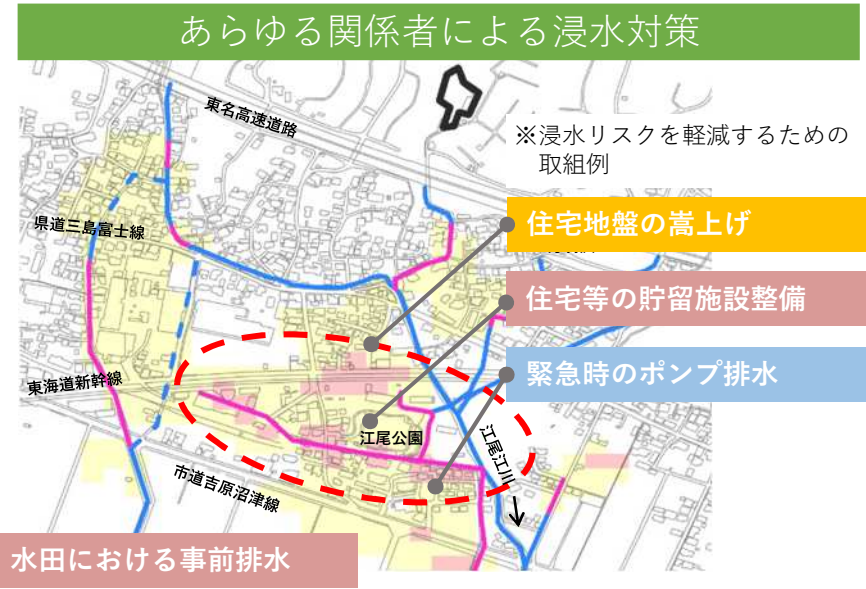 あらゆる関係者による浸水対策
東名高速道路
※浸水リスクを軽減するための
取組例
県道三島富士線
住宅地盤の嵩上げ
住宅等の貯留施設整備
東海道新幹線
緊急時のポンプ排水
江尾公園
江尾江川
市道吉原沼津線
水田における事前排水